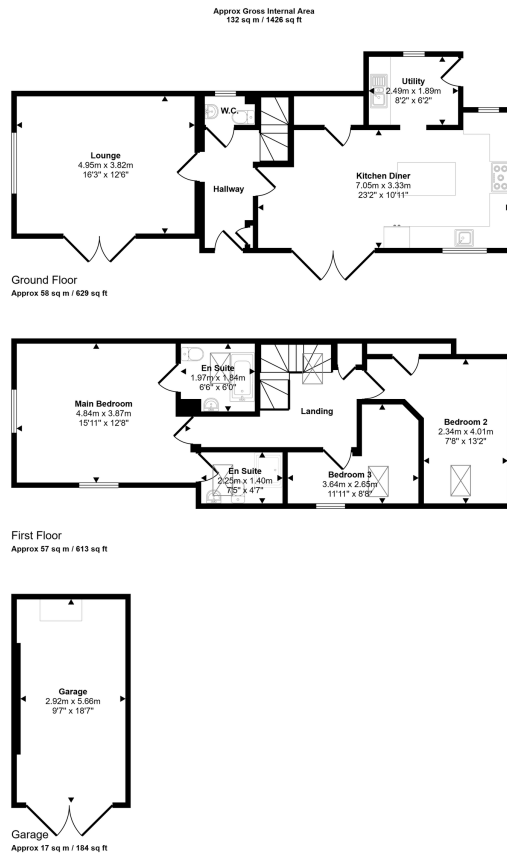 Approx Gross Internal Area
132 sq m / 1426 sq ft
Utility
2.49m x 1.89m
8'2" x 6'2"
W.C.
Lounge
4.95m x 3.82m
16'3" x 12'6"
Hallway
Kitchen Diner
7.05m x 3.33m
23'2" x 10'11"
Ground Floor
Approx 58 sq m / 629 sq ft
En Suite
1.97m x 1.84m
6'6" x 6'0"
Main Bedroom
4.84m x 3.87m
15'11" x 12'8"
Landing
Bedroom 2
2.34m x 4.01m
7'8" x 13'2"
En Suite
2.25m x 1.40m
7'5" x 4'7"
Bedroom 3
3.64m x 2.65m
11'11" x 8'8"
First Floor
Approx 57 sq m / 613 sq ft
Garage
2.92m x 5.66m
9'7" x 18'7"
Garage
Approx 17 sq m / 184 sq ft